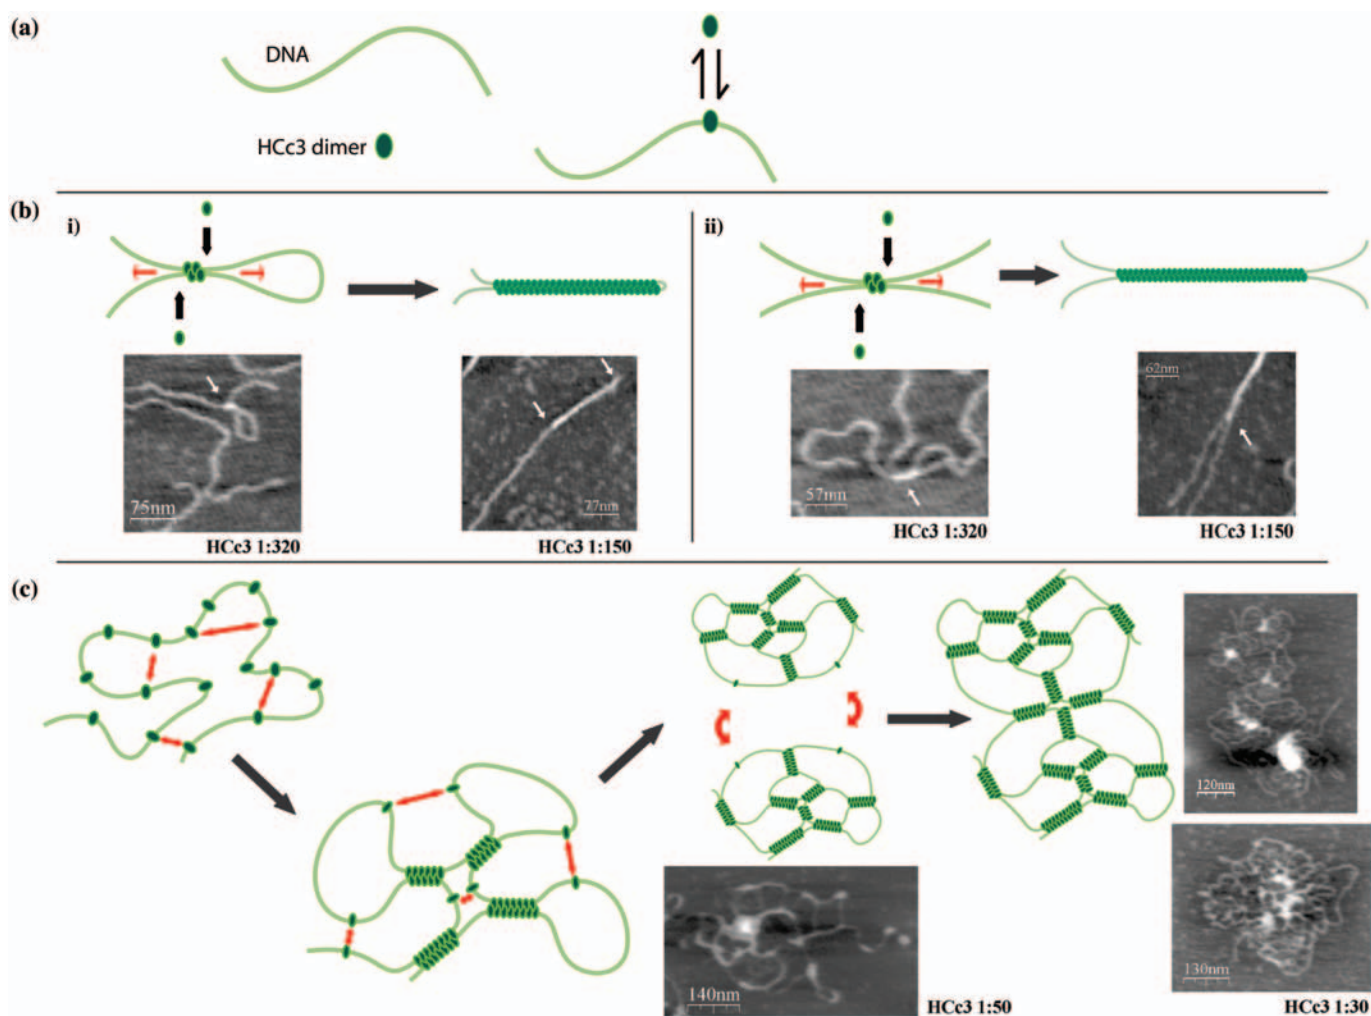 (a)
DNA
HCc3 dimer
(b)
i)
ii)
75nm
77nm
57nm
62nm
HCc3 1:320
HCc3 1:150
HCc3 1:320
HCc3 1:150
(c)
120nm
140nm
130nm
HCc3 1:50
HCc3 1:30